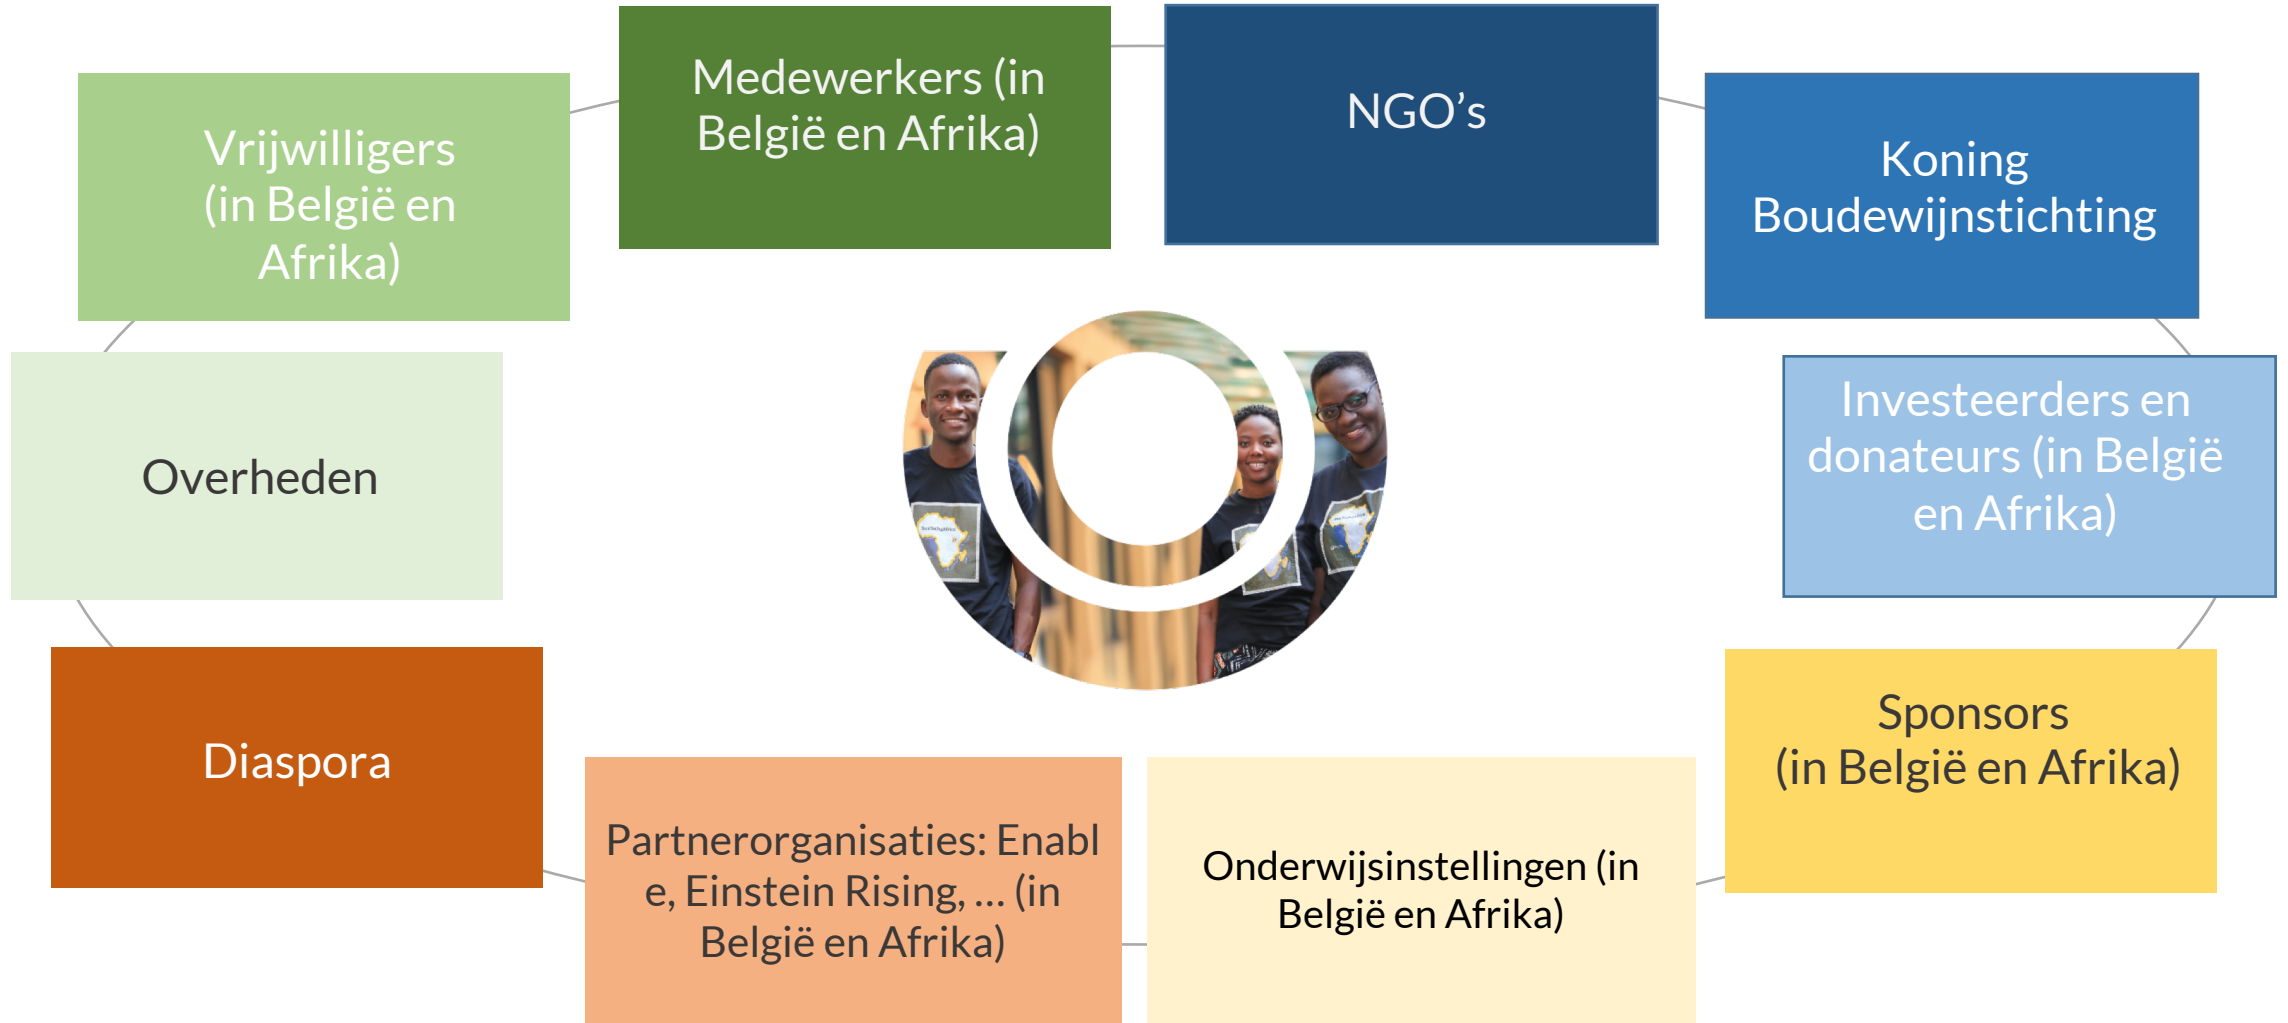 Medewerkers (in
België en Afrika)
NGO’s
Koning
Boudewijnstichting
Investeerders en
donateurs (in België
en Afrika)
Sponsors
(in België en Afrika)
Onderwijsinstellingen (in
België en Afrika)
Partnerorganisaties: Enabl
e, Einstein Rising, … (in
België en Afrika)
Diaspora
Overheden
Vrijwilligers
(in België en
Afrika)